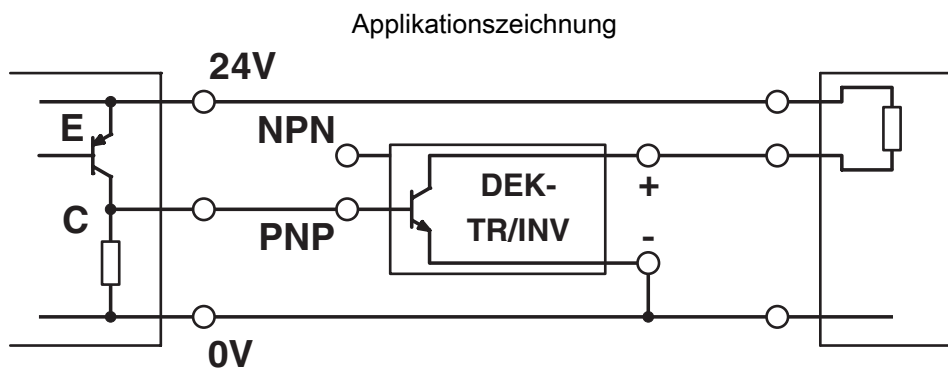 Applikationszeichnung
24V
E
NPN
DEK-
TR/INV
+
C
PNP
-
0V